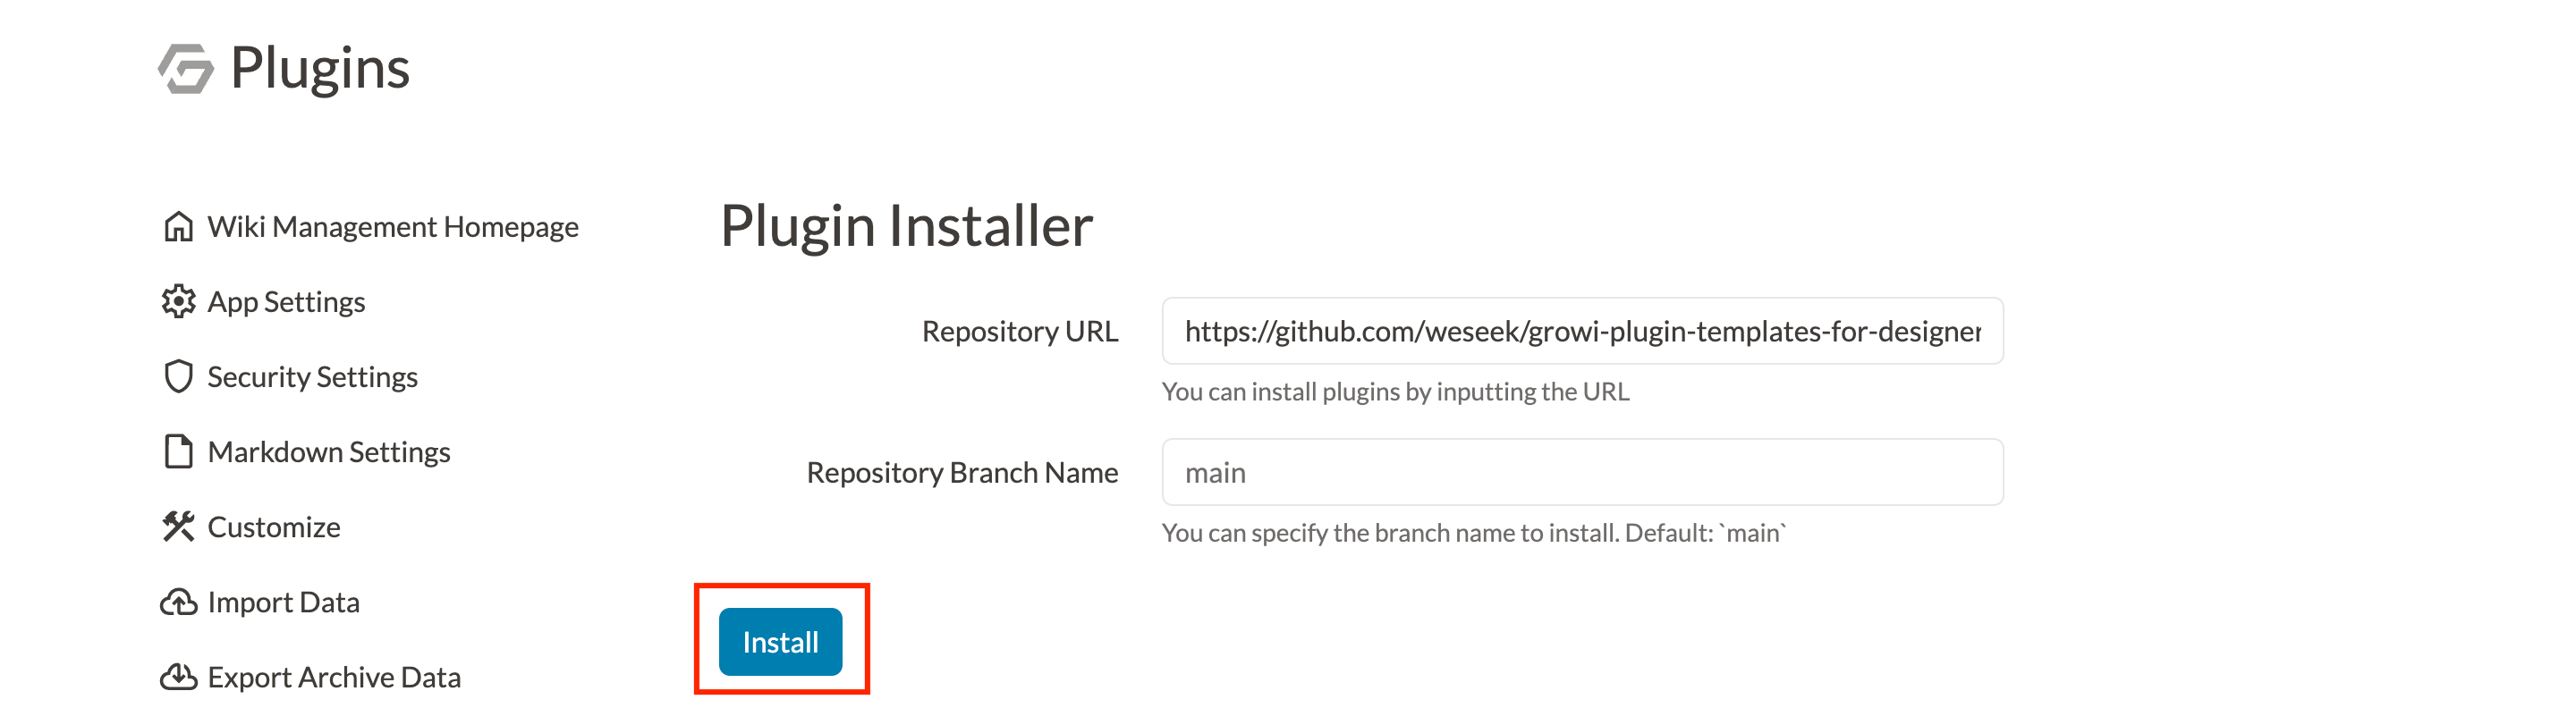 Plugins
Wiki Management Homepage
App Settings
Security Settings
Markdown Settings
Customize
Import Data
Export Archive Data
Plugin Installer
Repository URL
https://github.com/weseek/growi-plugin-templates-for-designer
You can install plugins by inputting the URL
Repository Branch Name
main
You can specify the branch name to install. Default: `main`
Install